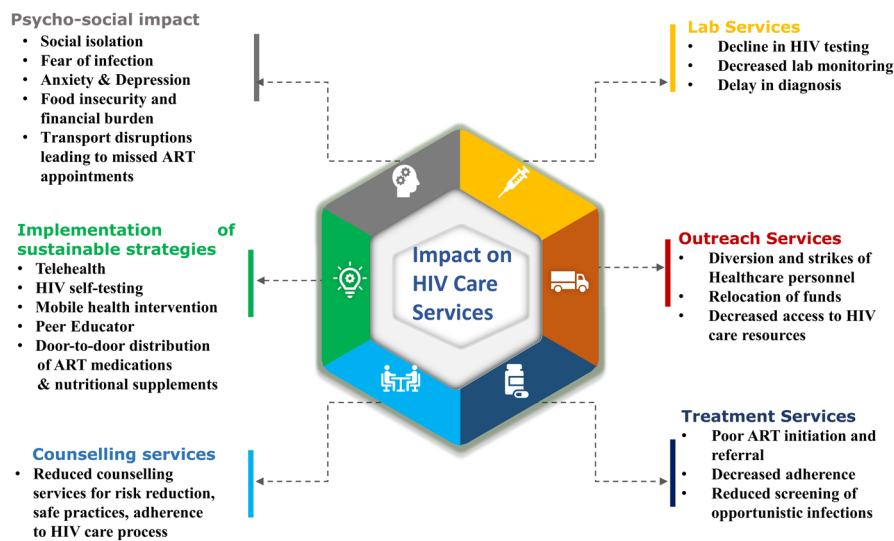 Psycho-social impact
• Social isolation
• Fear of infection
• Anxiety & Depression
• Food insecurity and
financial burden
• Transport disruptions
leading to missed ART
appointments
Lab Services
• Decline in HIV testing
• Decreased lab monitoring
• Delay in diagnosis
Implementation of
sustainable strategies
• Telehealth
• HIV self-testing
• Mobile health intervention
• Peer Educator
• Door-to-door distribution
of ART medications
& nutritional supplements
Impact on
HIV Care
Services
Outreach Services
• Diversion and strikes of
Healthcare personnel
• Relocation of funds
• Decreased access to HIV
care resources
Counselling services
• Reduced counselling
services for risk reduction,
safe practices, adherence
to HIV care process
Treatment Services
• Poor ART initiation and
referral
• Decreased adherence
• Reduced screening of
opportunistic infections